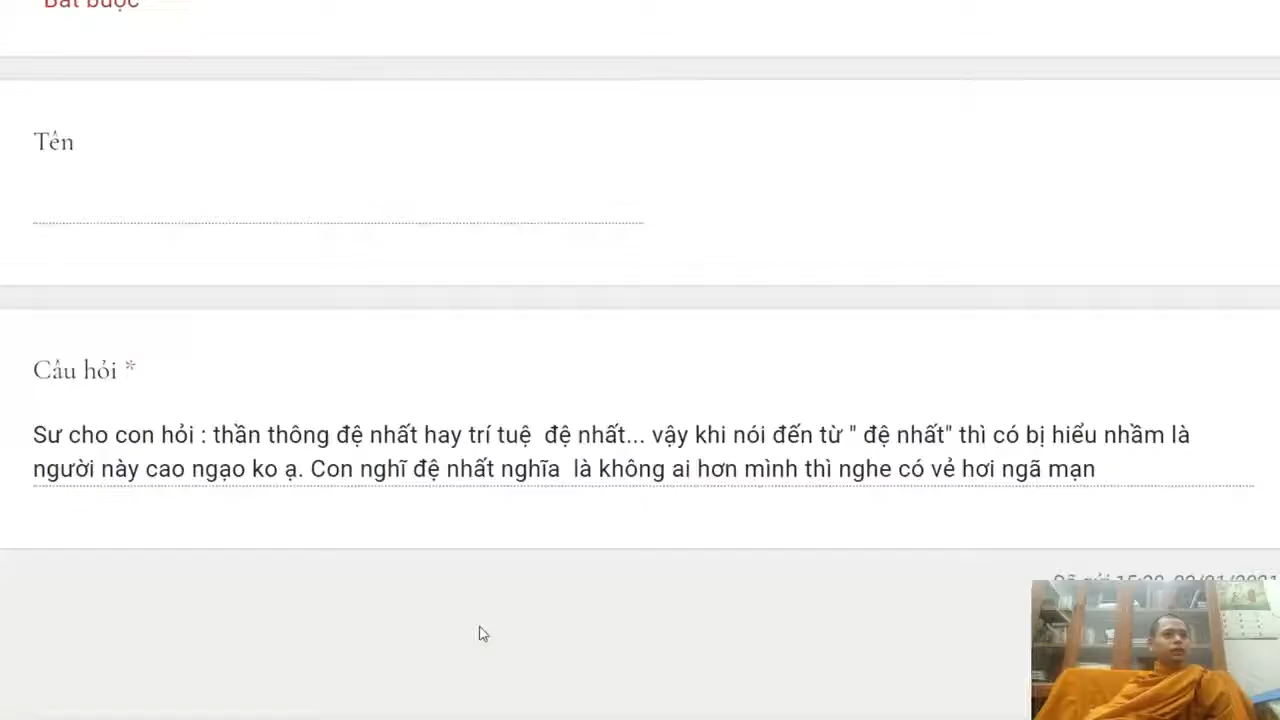 Bắt buộc
Tên
Câu hỏi *
Sư cho con hỏi : thần thông đệ nhất hay trí tuệ  đệ nhất... vậy khi nói đến từ " đệ nhất" thì có bị hiểu nhầm là
người này cao ngạo ko ạ. Con nghĩ đệ nhất nghĩa  là không ai hơn mình thì nghe có vẻ hơi ngã mạn